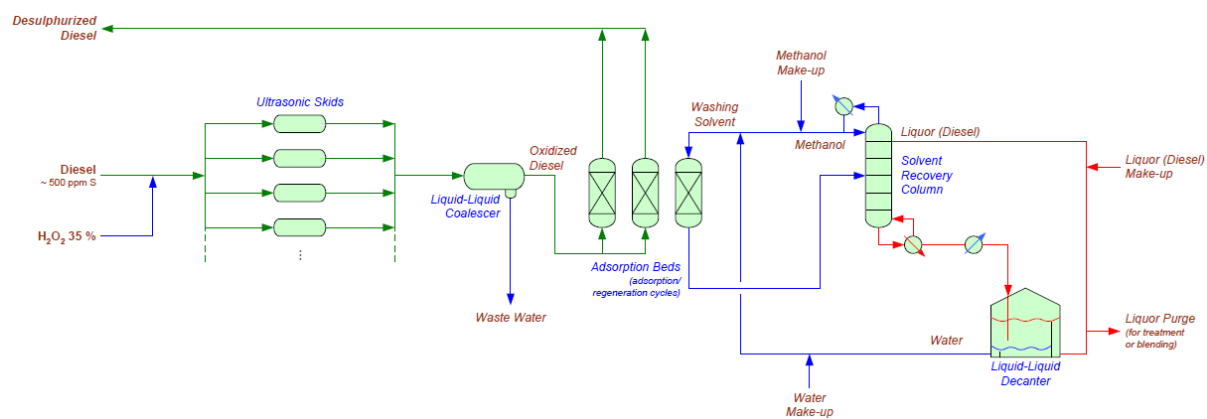 Desulphurized
Diesel
Ultrasonic Skids
Diesel
~ 500 ppm S
H₂O₂ 35 %
...
Oxidized
Diesel
Liquid-Liquid
Coalescer
Waste Water
Adsorption Beds
(adsorption/
regeneration cycles)
Washing
Solvent
Methanol
Make-up
Methanol
Liquor (Diesel)
Solvent
Recovery
Column
Liquor (Diesel)
Make-up
Water
Water
Make-up
Liquid-Liquid
Decanter
Liquor Purge
(for treatment
or blending)